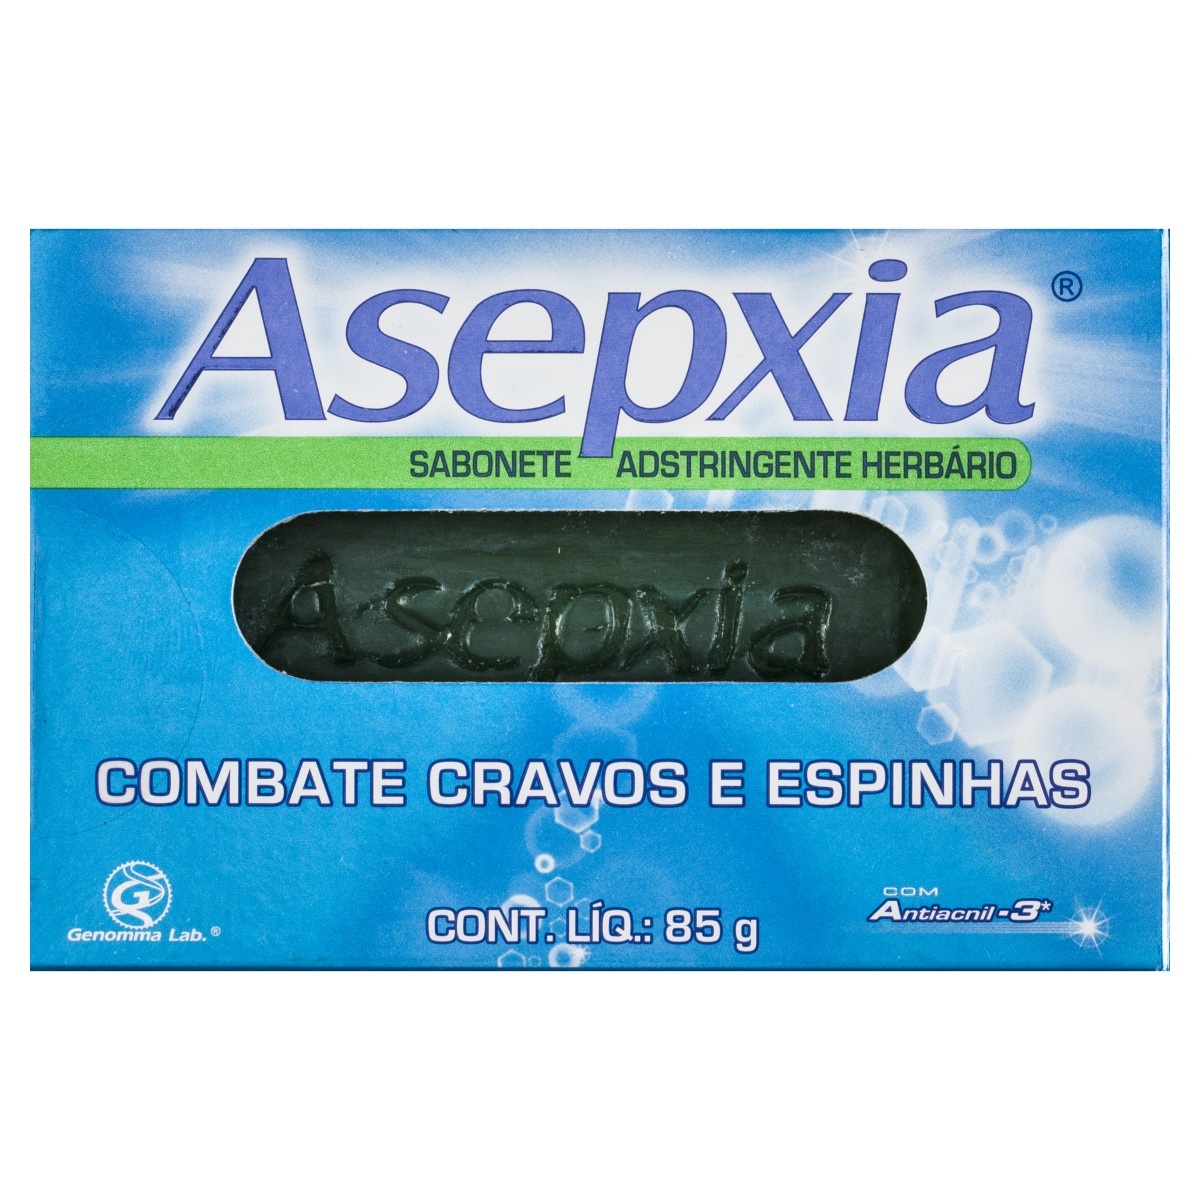 Asepxia®
SABONETE ADSTRINGENTE HERBÁRIO
Asepxia
COMBATE CRAVOS E ESPINHAS
Genomma Lab.®
CONT. LÍQ.: 85 g
COM
Antiacnil-3*